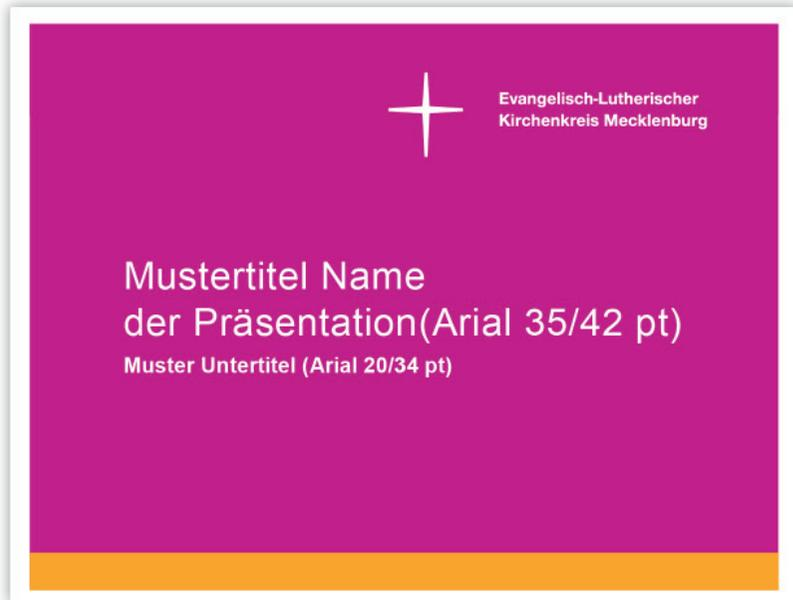 Evangelisch-Lutherischer
Kirchenkreis Mecklenburg
Mustertitel Name
der Präsentation(Arial 35/42 pt)
Muster Untertitel (Arial 20/34 pt)